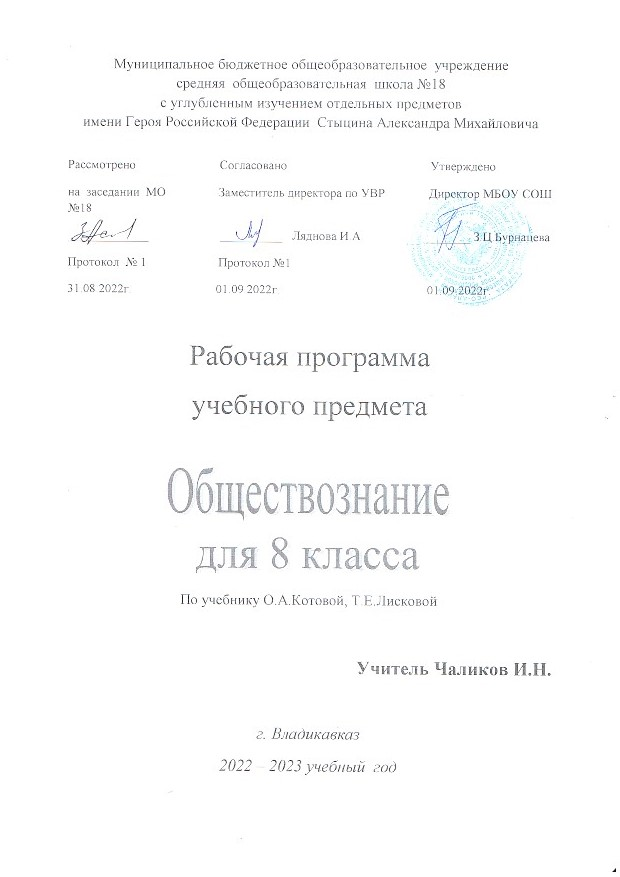 Муниципальное бюджетное общеобразовательное учреждение
средняя общеобразовательная школа №18
с углубленным изучением отдельных предметов
имени Героя Российской Федерации Стыцина Александра Михайловича
Рассмотрено Согласовано Утверждено
на заседании МО Заместитель директора по УВР Директор МБОУ СОШ
№18
Ляднова И А З Ц Бурнацева
Протокол № 1 Протокол №1
31.08 2022г 01.09 2022г 01.09.2022г.
Рабочая программа
учебного предмета
Обществознание
для 8 класса
По учебнику О.А.Котовой, Т.Е.Лисковой
Учитель Чаликов И.Н.
г. Владикавказ
2022 – 2023 учебный год